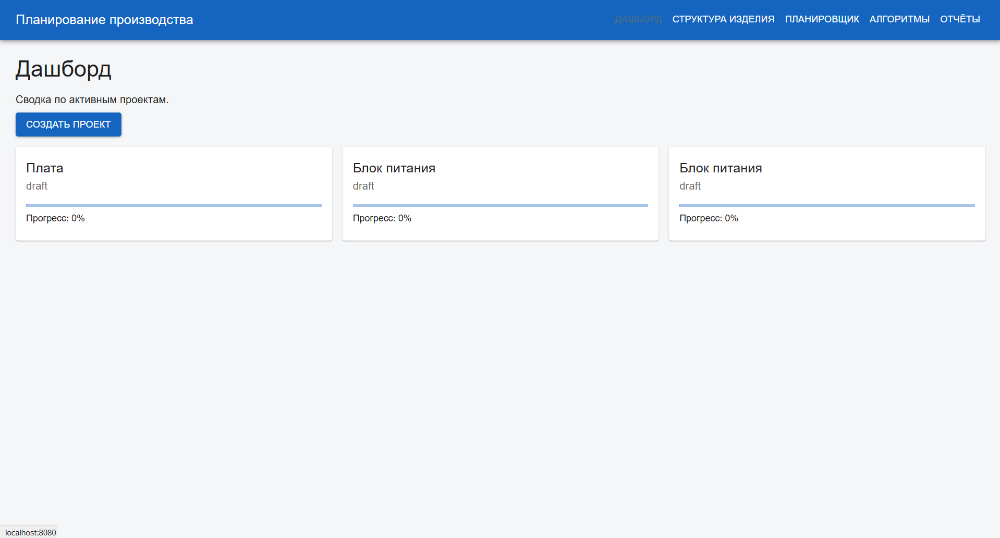 Планирование производства
ДАШБОРД СТРУКТУРА ИЗДЕЛИЯ ПЛАНИРОВЩИК АЛГОРИТМЫ ОТЧЁТЫ
Дашборд
Сводка по активным проектам.
СОЗДАТЬ ПРОЕКТ
Плата
draft
Прогресс: 0%
Блок питания
draft
Прогресс: 0%
Блок питания
draft
Прогресс: 0%
localhost:8080